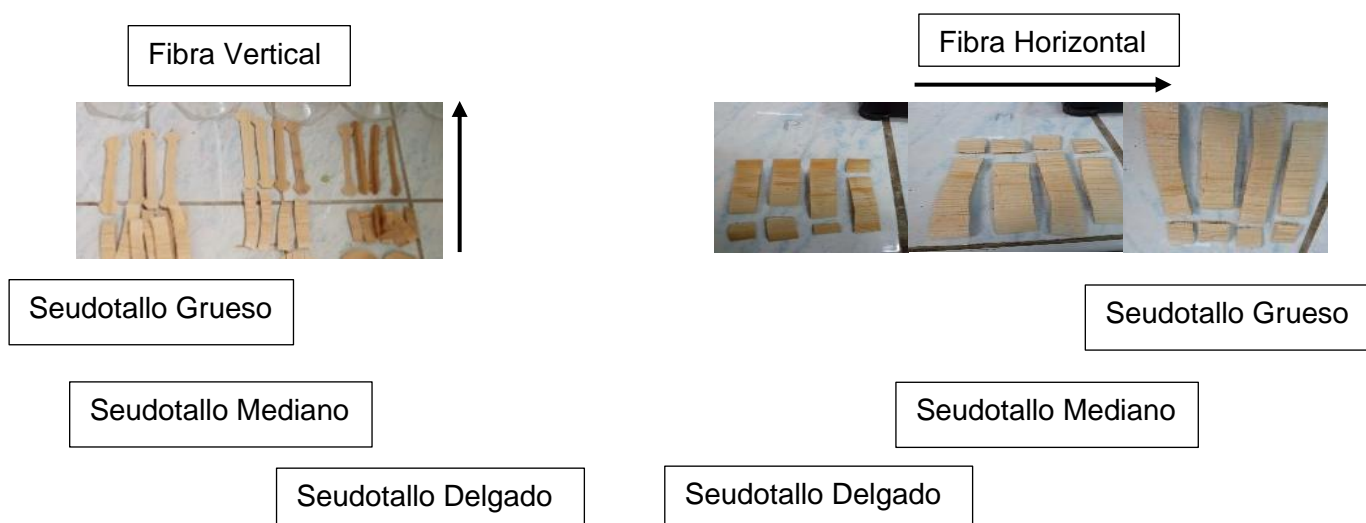 Fibra Vertical
Fibra Horizontal
Seudotallo Grueso
Seudotallo Grueso
Seudotallo Mediano
Seudotallo Mediano
Seudotallo Delgado
Seudotallo Delgado